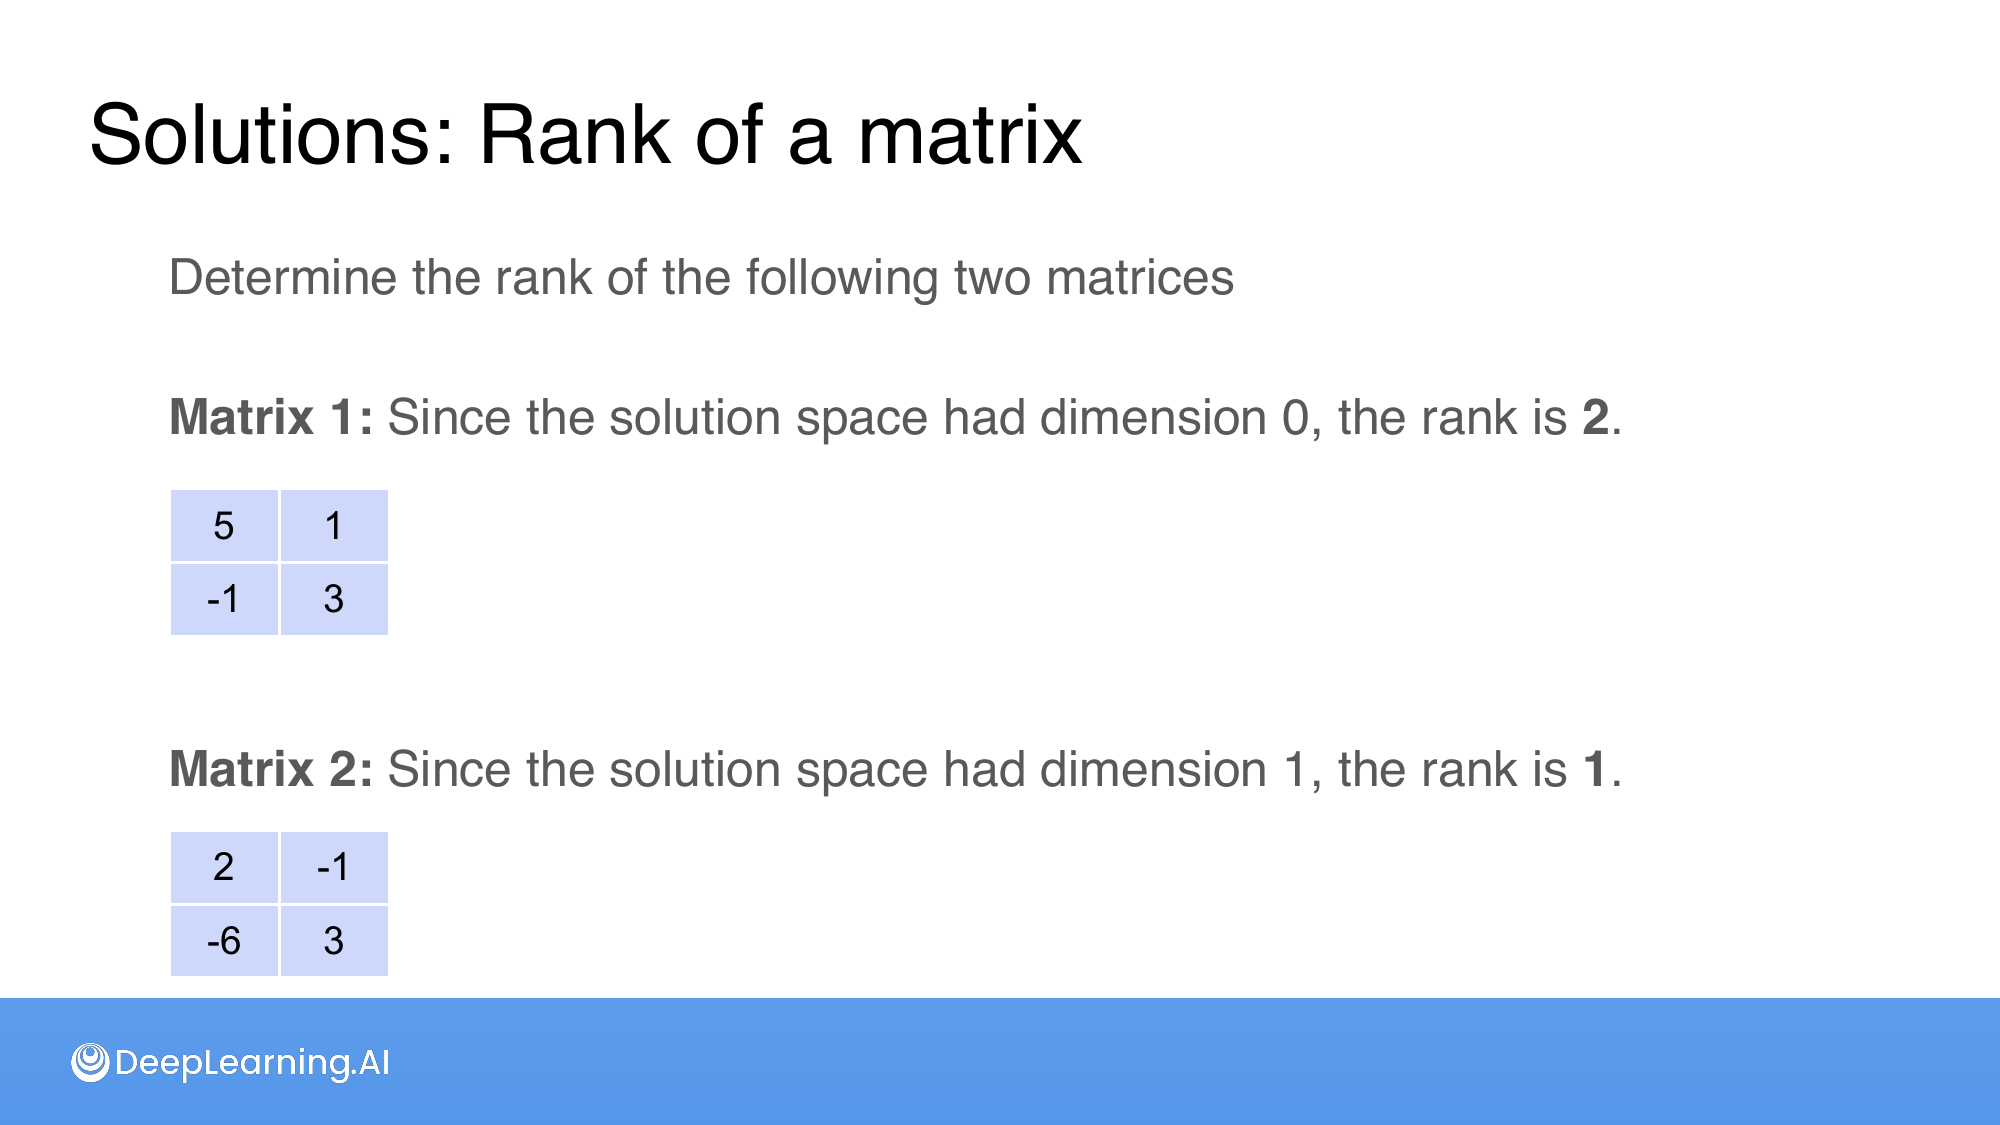 Solutions: Rank of a matrix
Determine the rank of the following two matrices
Matrix 1: Since the solution space had dimension 0, the rank is 2.
5 1
-1 3
Matrix 2: Since the solution space had dimension 1, the rank is 1.
2 -1
-6 3
DeepLearning.AI